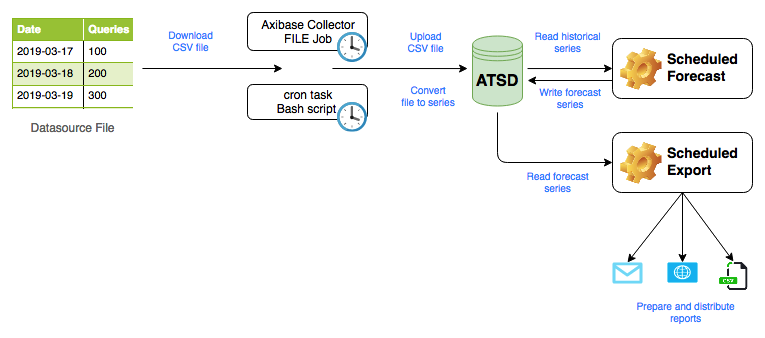 Date Queries
2019-03-17 100
2019-03-18 200
2019-03-19 300
Datasource File
Download
CSV file
Axibase Collector
FILE Job
cron task
Bash script
Upload
CSV file
Convert
file to series
ATSD
Read historical
series
Write forecast
series
Scheduled
Forecast
Read forecast
series
Scheduled
Export
CSV
Prepare and distribute
reports